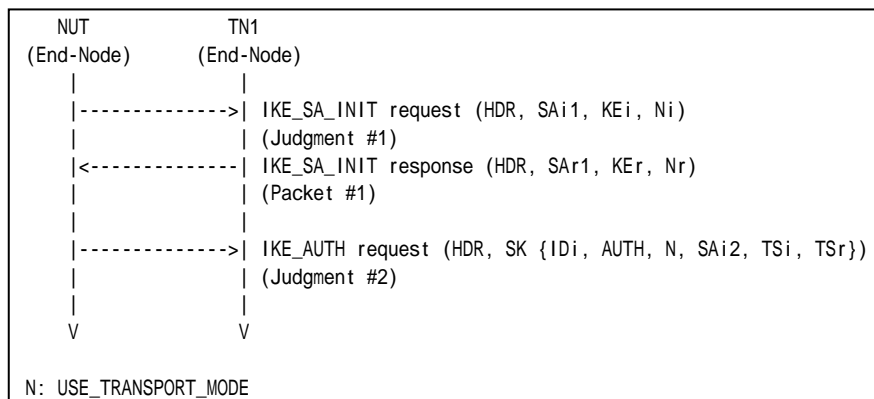 NUT TN1
(End-Node) (End-Node)
| |
|-------------->| IKE_SA_INIT request (HDR, SAi1, KEi, Ni)
| | (Judgment #1)
|<--------------| IKE_SA_INIT response (HDR, SAr1, KEr, Nr)
| | (Packet #1)
| |
|-------------->| IKE_AUTH request (HDR, SK {IDi, AUTH, N, SAi2, TSi, TSr})
| | (Judgment #2)
| |
V V
N: USE_TRANSPORT_MODE